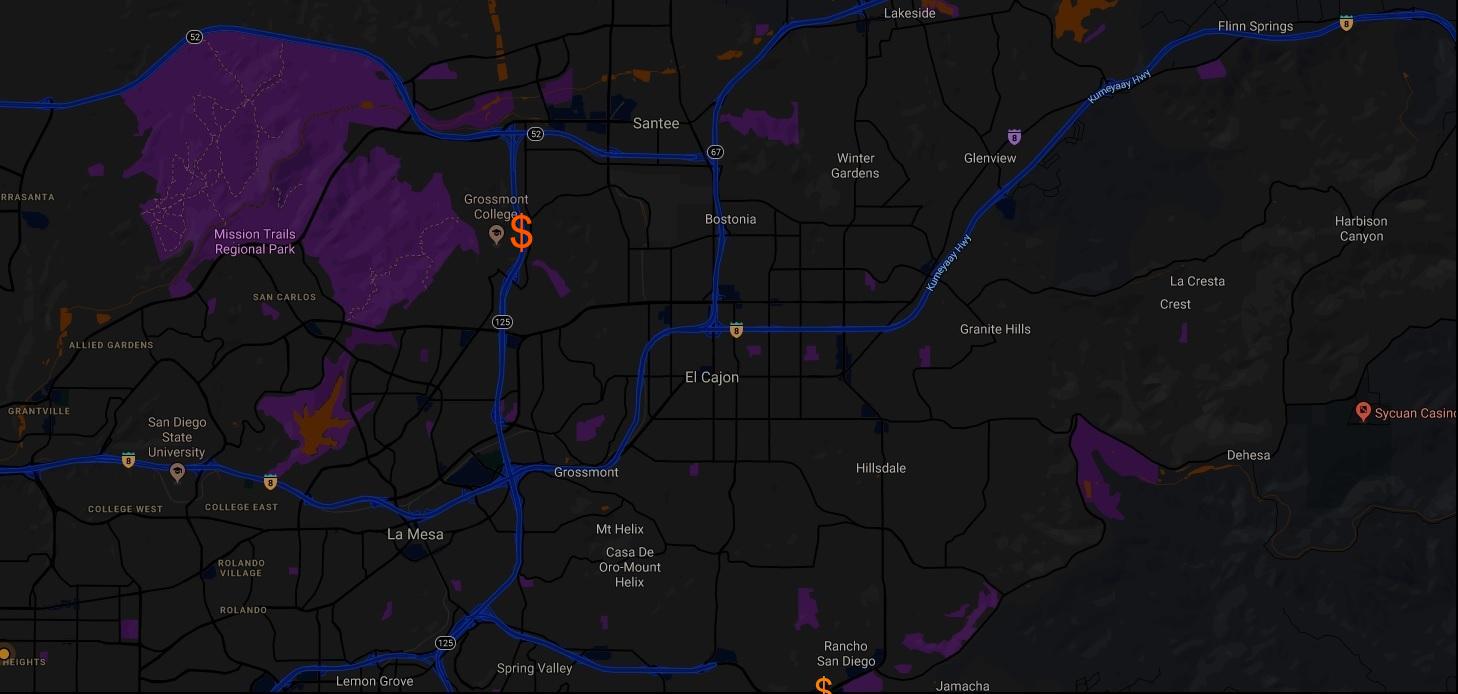 Lakeside
Flinn Springs
8
52
Kumeyaay Hwy
Santee
52
67
8
Glenview
Winter
Gardens
RRASANTA
Grossmont
College
$
Bostonia
Mission Trails
Regional Park
Harbison
Canyon
Kumeyaay Hwy
La Cresta
Crest
SAN CARLOS
125
8
Granite Hills
ALLIED GARDENS
El Cajon
GRANTVILLE
San Diego
State
University
Sycuan Casino
8
8
Grossmont
Hillsdale
Dehesa
COLLEGE WEST
COLLEGE EAST
La Mesa
Mt Helix
Casa De
Oro-Mount
Helix
ROLANDO
VILLAGE
ROLANDO
125
HEIGHTS
Rancho
San Diego
Spring Valley
Lemon Grove
$
Jamacha